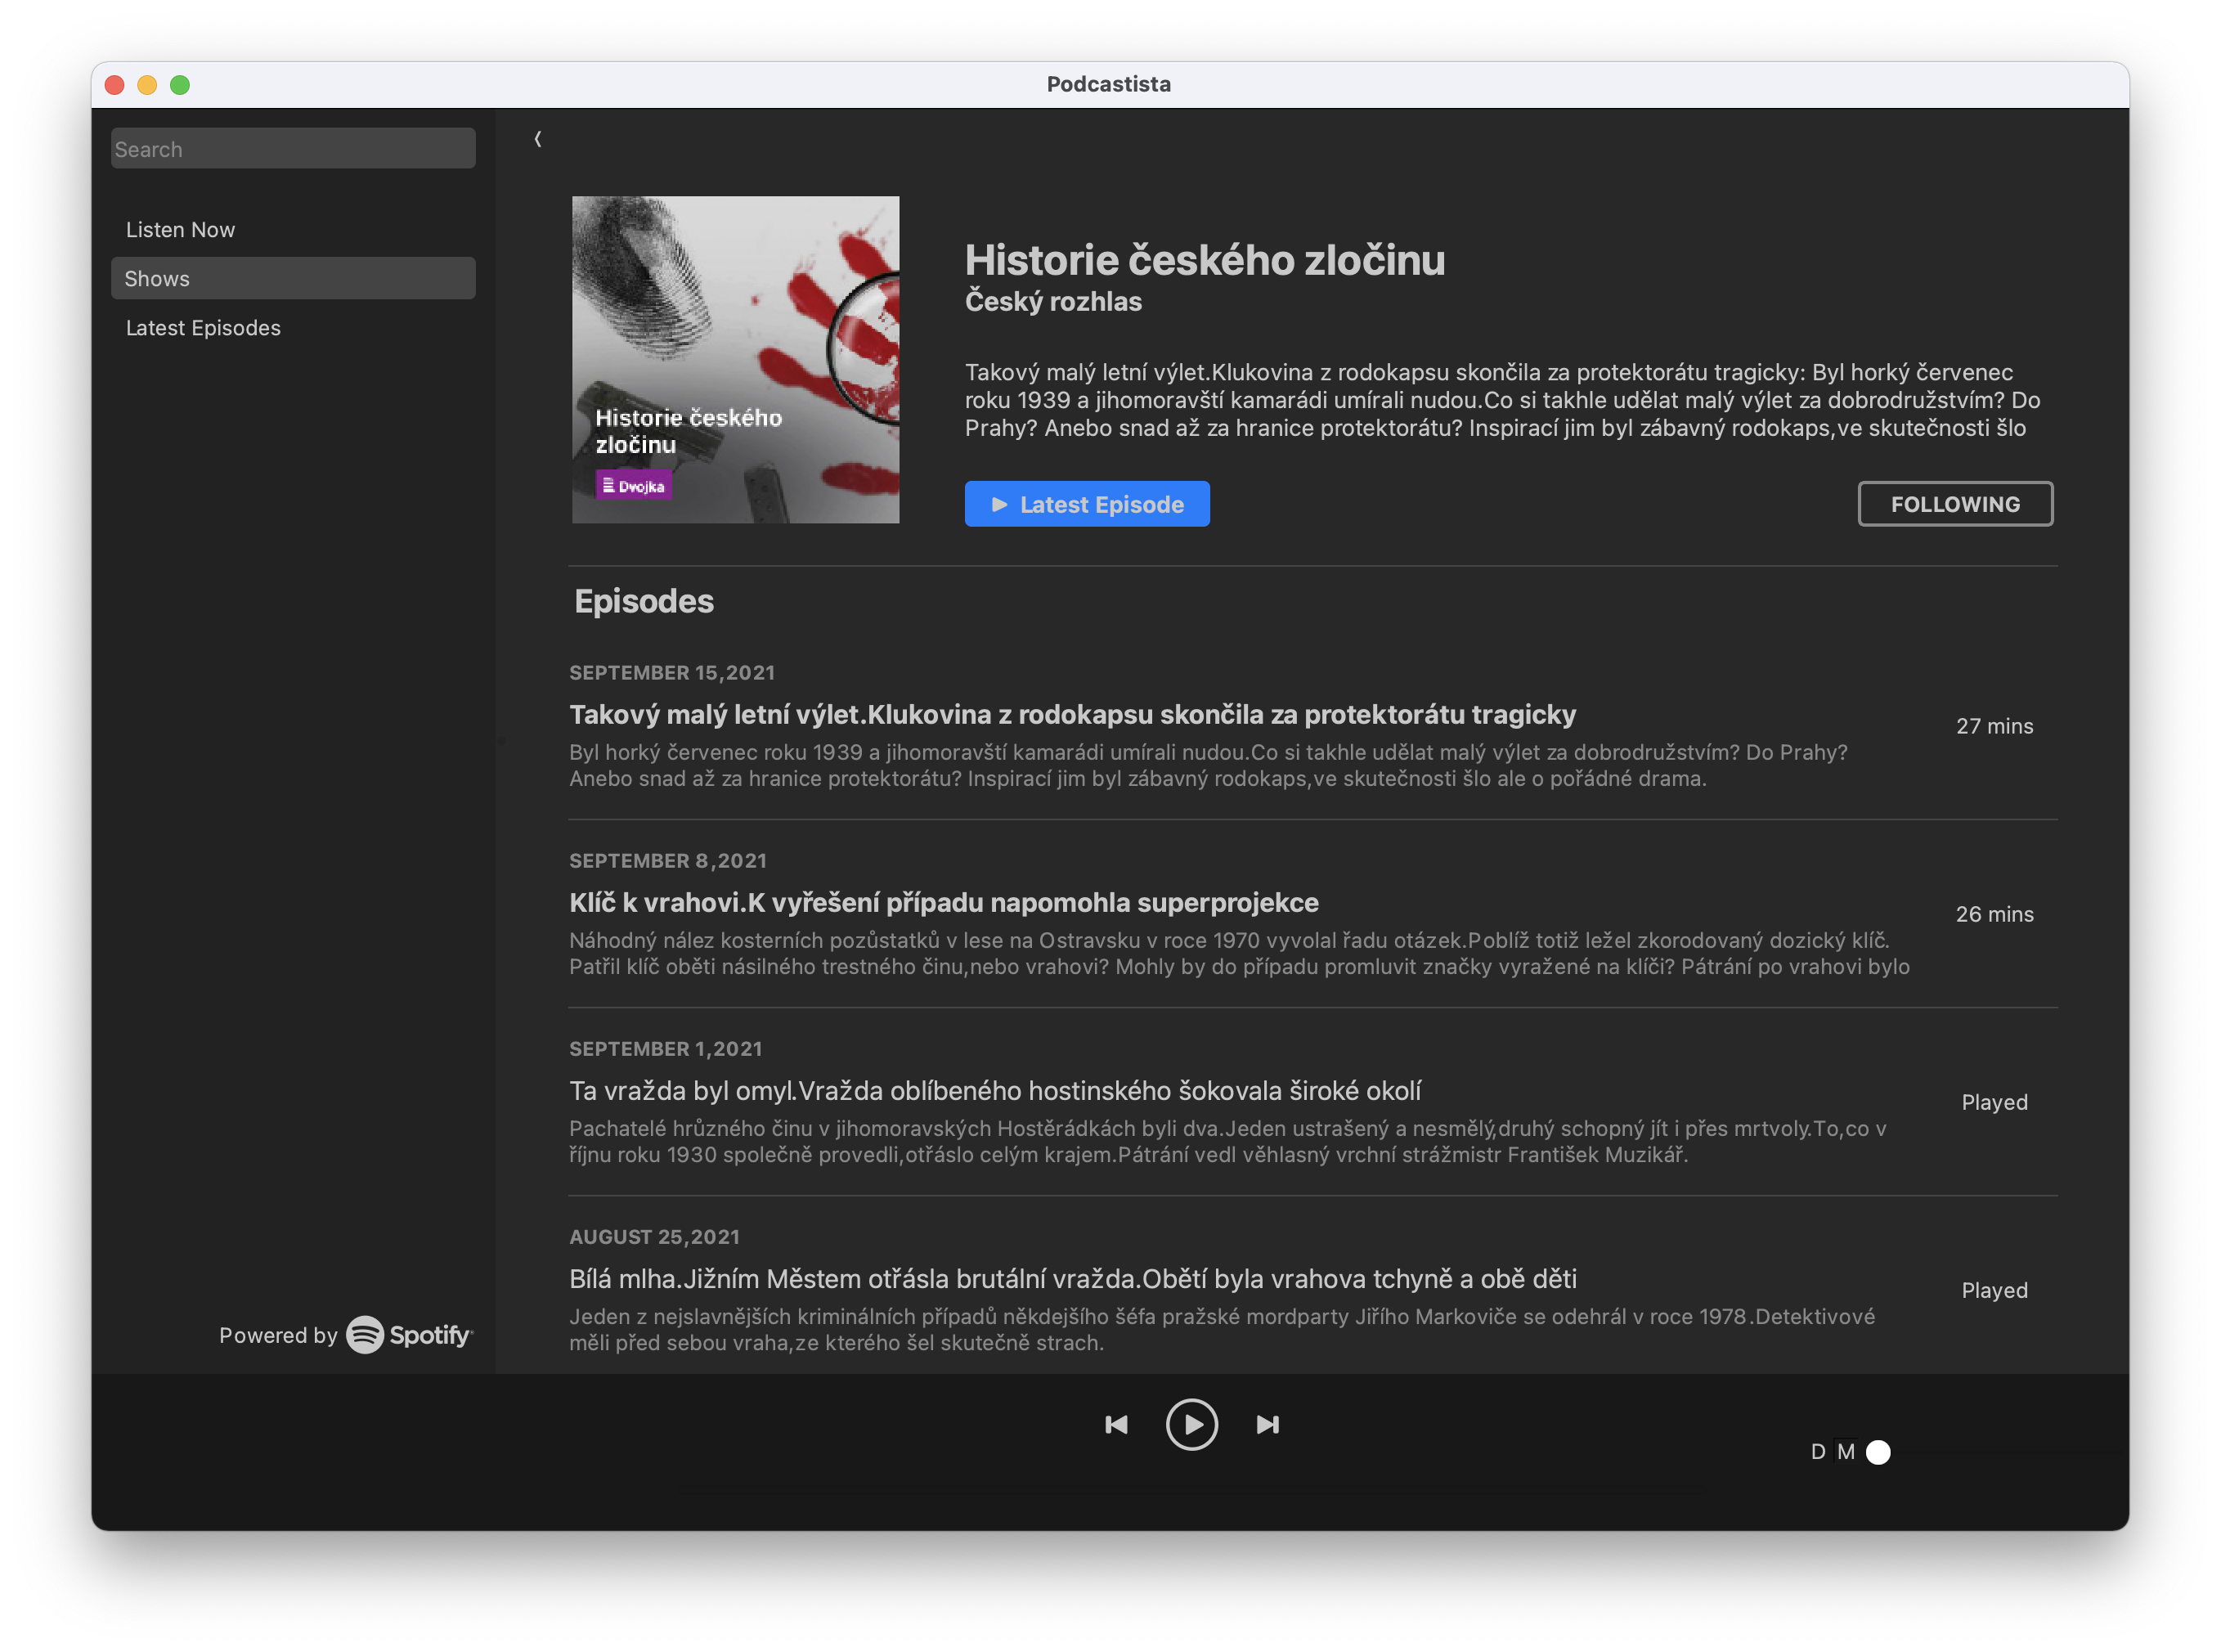 Podcastista
Search
Listen Now
Shows
Latest Episodes
Powered by Spotify
Historie českého
zločinu
Dvojka
Historie českého zločinu
Český rozhlas
Takový malý letní výlet.Klukovina z rodokapsu skončila za protektorátu tragicky: Byl horký červenec
roku 1939 a jihomoravští kamarádi umírali nudou.Co si takhle udělat malý výlet za dobrodružstvím? Do
Prahy? Anebo snad až za hranice protektorátu? Inspirací jim byl zábavný rodokaps,ve skutečnosti šlo
Latest Episode
FOLLOWING
Episodes
SEPTEMBER 15,2021
Takový malý letní výlet.Klukovina z rodokapsu skončila za protektorátu tragicky
27 mins
Byl horký červenec roku 1939 a jihomoravští kamarádi umírali nudou.Co si takhle udělat malý výlet za dobrodružstvím? Do Prahy?
Anebo snad až za hranice protektorátu? Inspirací jim byl zábavný rodokaps,ve skutečnosti šlo ale o pořádné drama.
SEPTEMBER 8,2021
Klíč k vrahovi.K vyřešení případu napomohla superprojekce
26 mins
Náhodný nález kosterních pozůstatků v lese na Ostravsku v roce 1970 vyvolal řadu otázek.Poblíž totiž ležel zkorodovaný dozický klíč.
Patřil klíč oběti násilného trestného činu,nebo vrahovi? Mohly by do případu promluvit značky vyražené na klíči? Pátrání po vrahovi bylo
SEPTEMBER 1,2021
Ta vražda byl omyl.Vražda oblíbeného hostinského šokovala široké okolí
Played
Pachatelé hrůzného činu v jihomoravských Hostěrádkách byli dva.Jeden ustrašený a nesmělý,druhý schopný jít i přes mrtvoly.To,co v
říjnu roku 1930 společně provedli,otřáslo celým krajem.Pátrání vedl věhlasný vrchní strážmistr František Muzikář.
AUGUST 25,2021
Bílá mlha.Jižním Městem otřásla brutální vražda.Obětí byla vrahova tchyně a obě děti
Played
Jeden z nejslavnějších kriminálních případů někdejšího šéfa pražské mordparty Jiřího Markoviče se odehrál v roce 1978.Detektivové
měli před sebou vraha,ze kterého šel skutečně strach.
D M